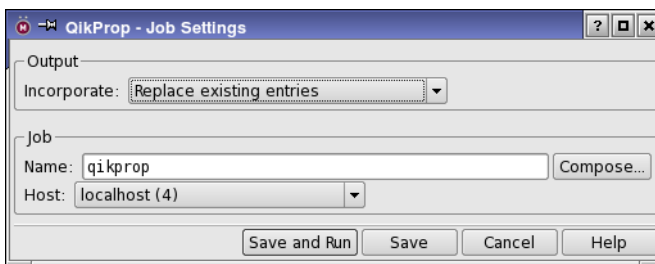 QikProp - Job Settings
Output
Incorporate: Replace existing entries
Job
Name: qikprop Compose...
Host: localhost (4)
Save and Run Save Cancel Help